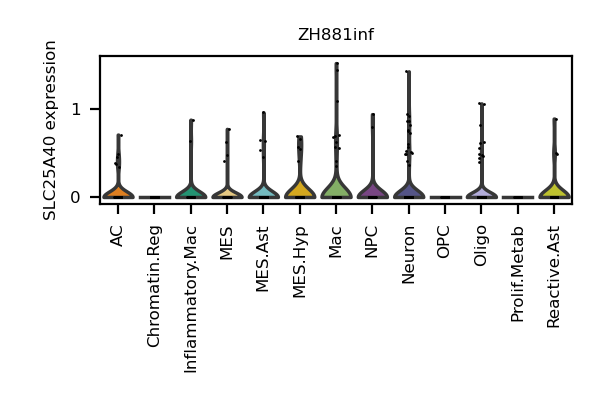 ZH881inf
SLC25A40 expression
1
0
AC
Chromatin.Reg
Inflammatory.Mac
MES
MES.Ast
MES.Hyp
Mac
NPC
Neuron
OPC
Oligo
Prolif.Metab
Reactive.Ast